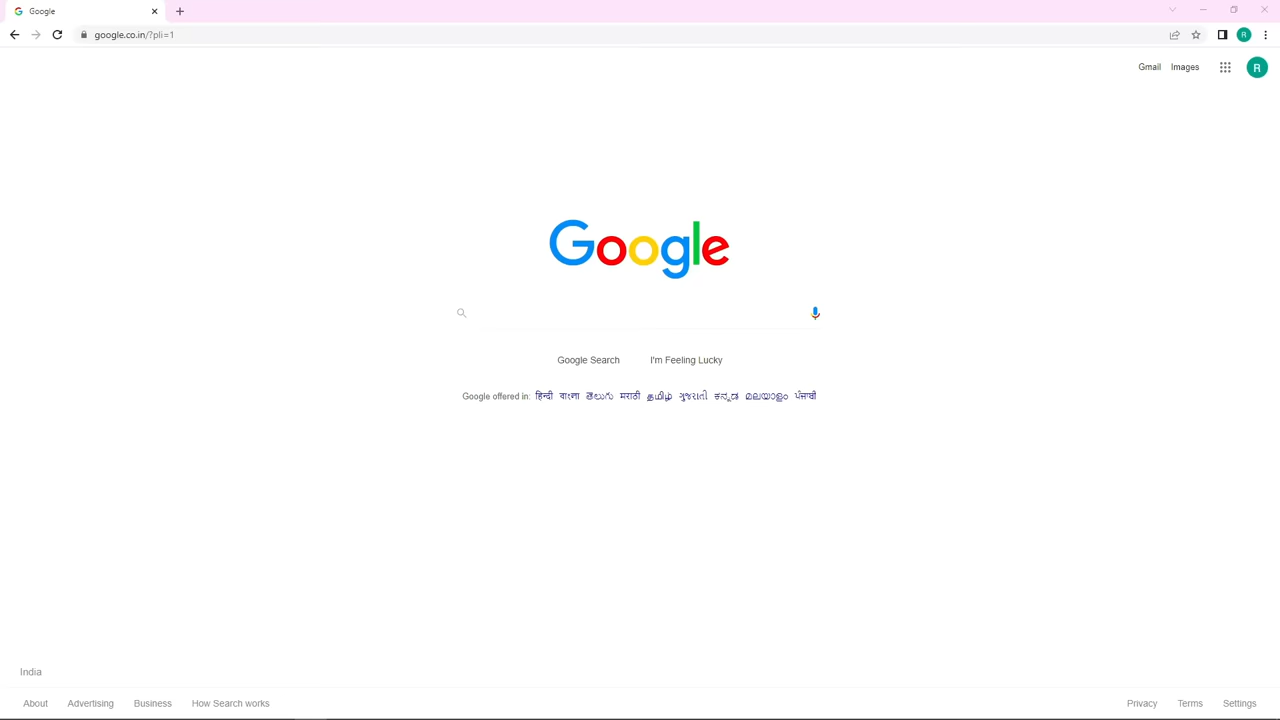 Google
google.co.in/?pli=1
R
Gmail Images R
Google
Google Search I'm Feeling Lucky
Google offered in: हिन्दी বাংলা తెలుగు मराठी தமிழ் ગુજરાતી ಕನ್ನಡ മലയാളം ਪੰਜਾਬੀ
India
About Advertising Business How Search works Privacy Terms Settings